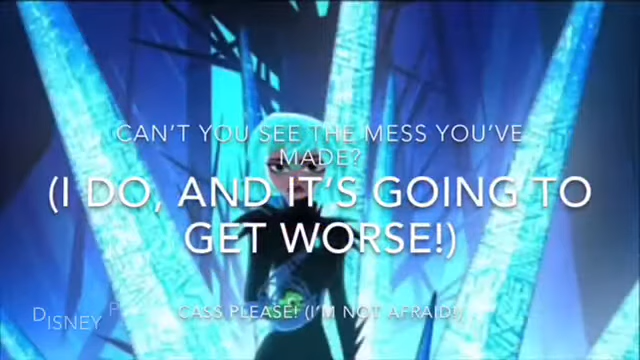 CAN'T YOU SEE THE MESS YOU'VE
MADE?
(I DO, AND IT'S GOING TO
GET WORSE!)
CASS PLEASE! (I'M NOT AFRAID!)
DISNEY